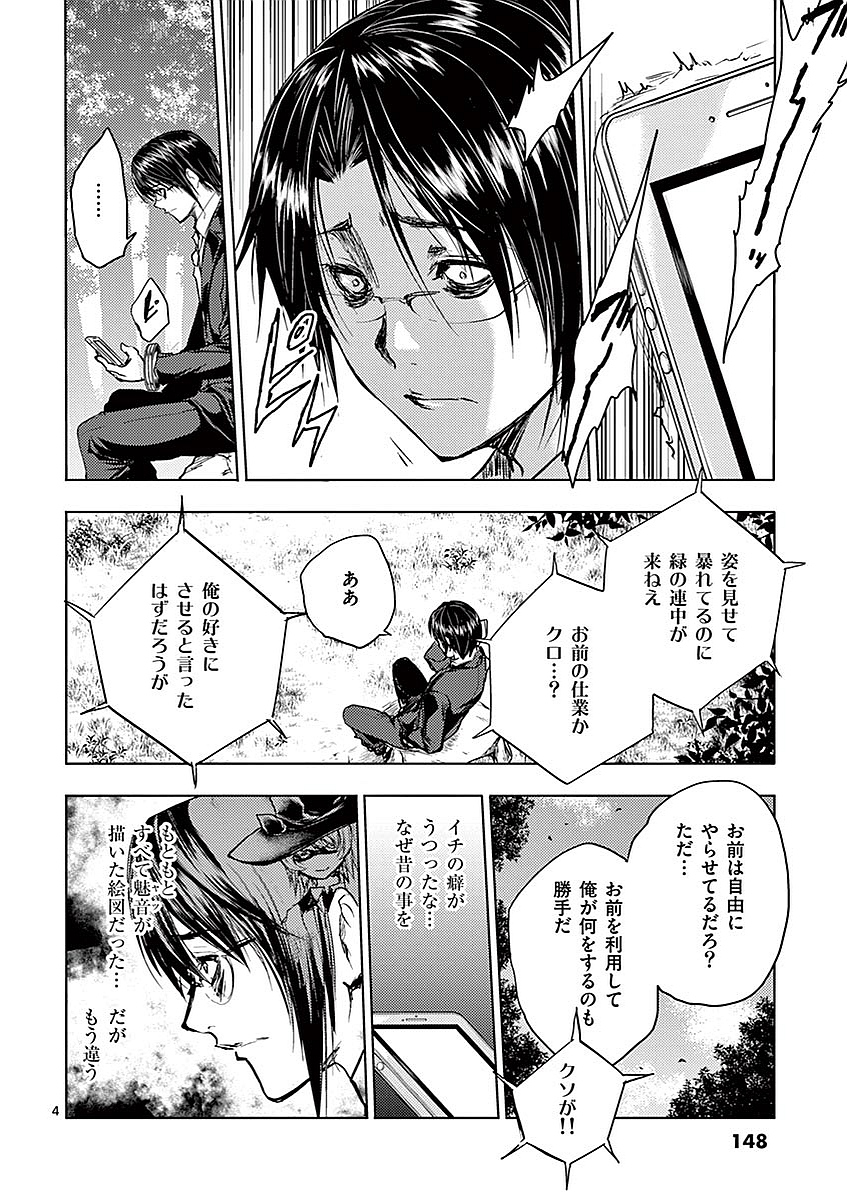 ……
姿を見せて
暴れてるのに
緑の連中が
来ねえ
お前の仕業か
クロ…?
ああ
俺の好きに
させると言った
はずだろうが
お前は自由に
やらせてるだろ?
ただ…
お前を利用して
俺が何をするのも
勝手だ
クソが!!
イチの癖が
うつったな…
なぜ昔の事を
もともと
すべて魅音が
描いた絵図だった…
だが
もう違う
4
148